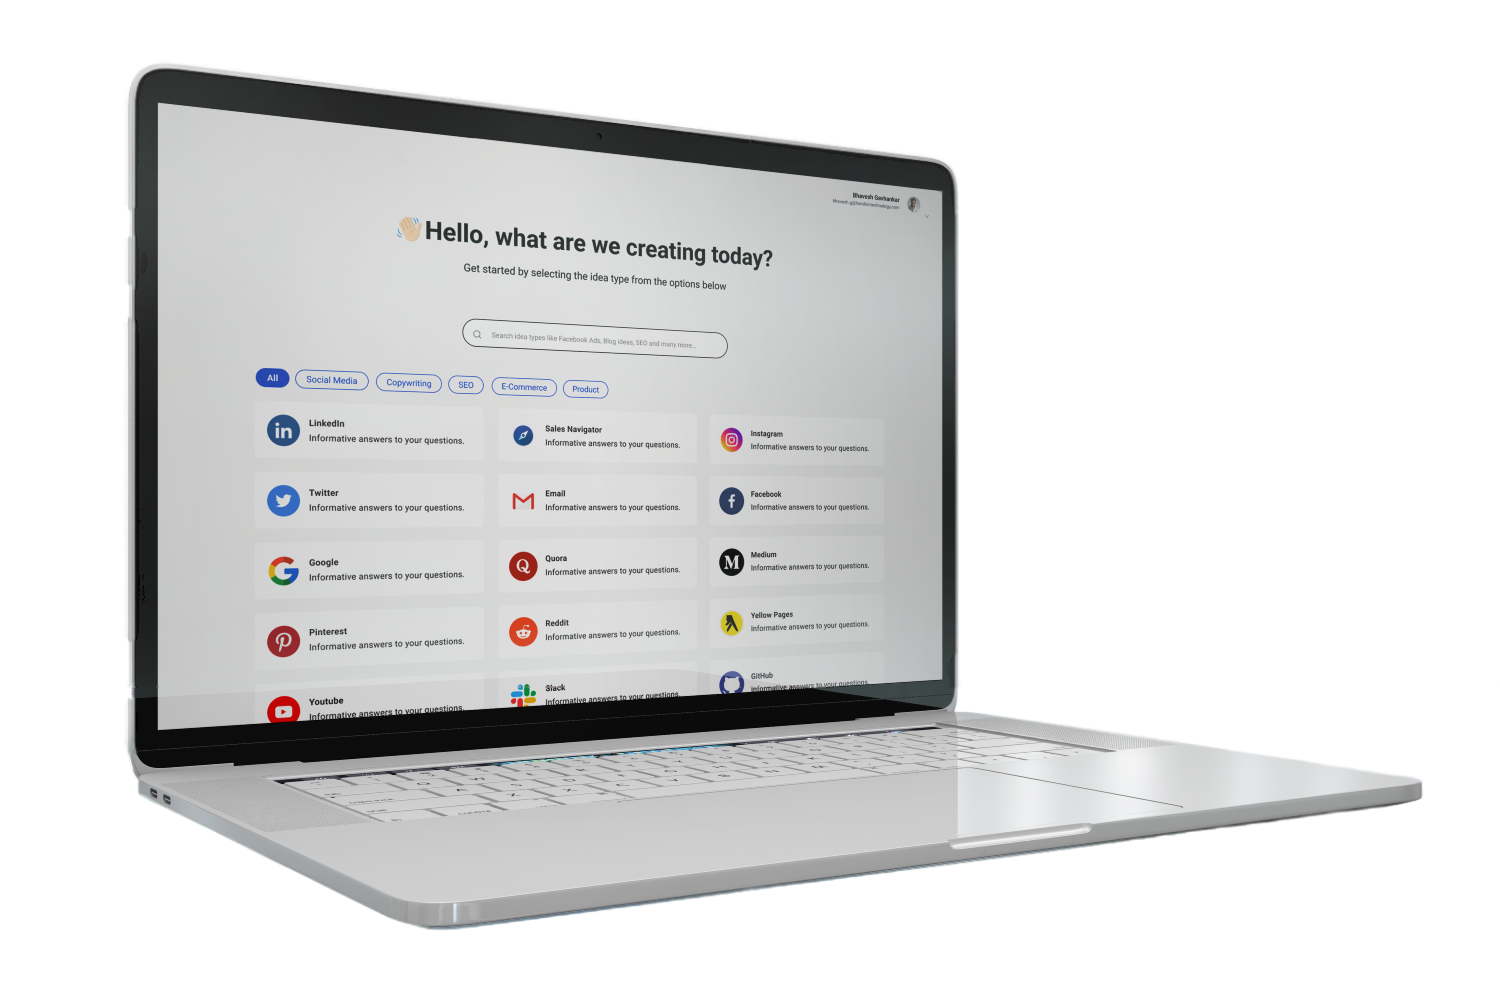 Bhavesh Gavhankar
👋Hello, what are we creating today?
Get started by selecting the idea type from the options below
Search idea types like Facebook Ads, Blog Ideas, SEO and many more...
All
Social Media
Copywriting
SEO
E-Commerce
Product
LinkedIn
Informative answers to your questions.
Sales Navigator
Informative answers to your questions.
Instagram
Informative answers to your questions.
Twitter
Informative answers to your questions.
Email
Informative answers to your questions.
Facebook
Informative answers to your questions.
Google
Informative answers to your questions.
Quora
Informative answers to your questions.
Medium
Informative answers to your questions.
Pinterest
Informative answers to your questions.
Reddit
Informative answers to your questions.
Yellow Pages
Informative answers to your questions.
Youtube
Informative answers to your questions.
Slack
Informative answers to your questions.
GitHub
Informative answers to your questions.